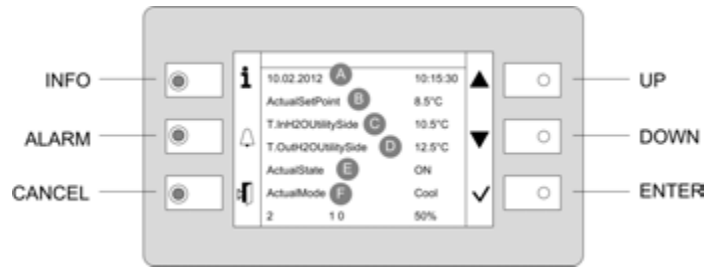 INFO
ALARM
CANCEL
i
10.02.2012 A 10:15:30
ActualSetPoint B 8.5°C
T.InH2OUtilitySide C 10.5°C
T.OutH2OUtilitySide D 12.5°C
ActualState E ON
ActualMode F Cool
2 1 0 50%
UP
DOWN
ENTER